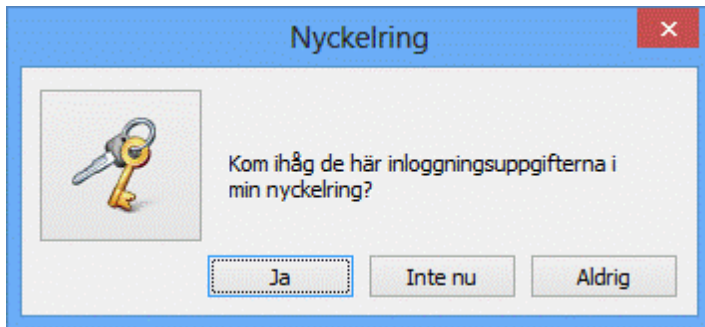 Nyckelring
Kom ihåg de här inloggningsuppgifterna i
min nyckelring?
Ja
Inte nu
Aldrig